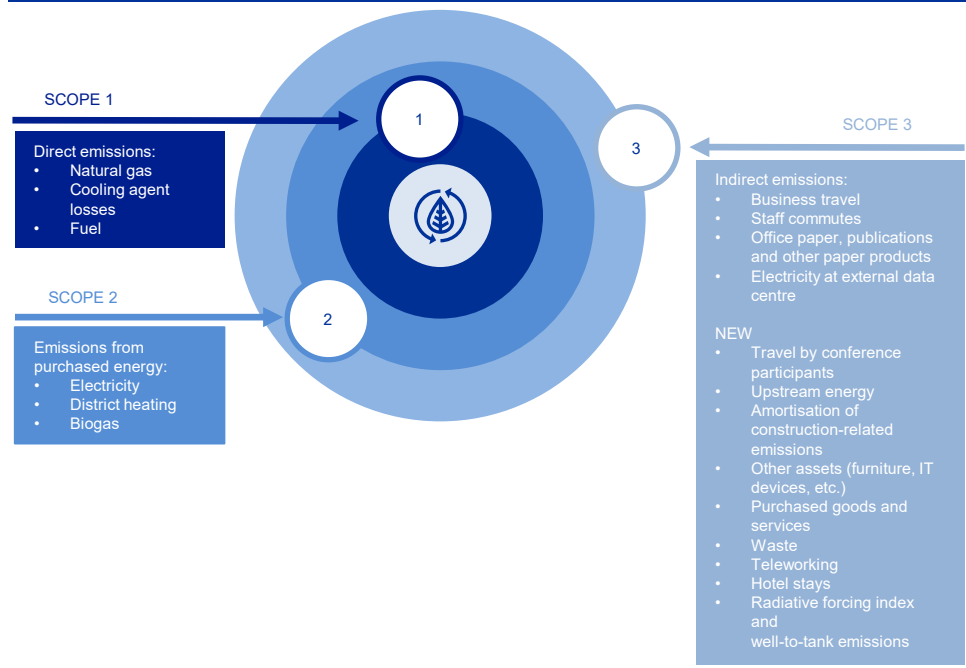 SCOPE 1
1
Direct emissions:
• Natural gas
• Cooling agent
losses
• Fuel
SCOPE 2
2
Emissions from
purchased energy:
• Electricity
• District heating
• Biogas
3
SCOPE 3
Indirect emissions:
• Business travel
• Staff commutes
• Office paper, publications
and other paper products
• Electricity at external data
centre
NEW
• Travel by conference
participants
• Upstream energy
• Amortisation of
construction-related
emissions
• Other assets (furniture, IT
devices, etc.)
• Purchased goods and
services
• Waste
• Teleworking
• Hotel stays
• Radiative forcing index
and
well-to-tank emissions